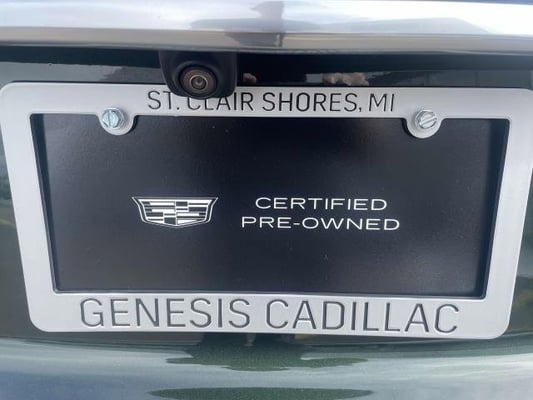 ST. CLAIR SHORES, MI
CERTIFIED
PRE-OWNED
GENESIS CADILLAC